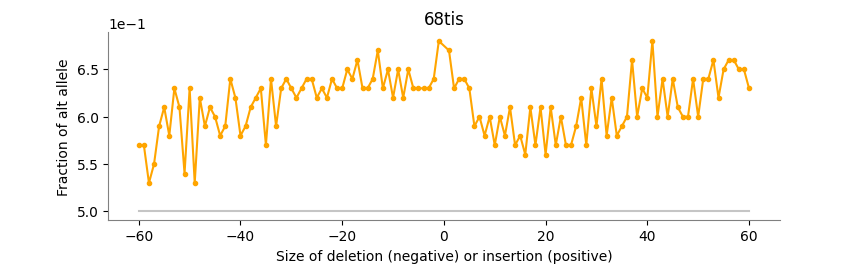 68tis
1e−1
Fraction of alt allele
6.5
6.0
5.5
5.0
−60 −40 −20 0 20 40 60
Size of deletion (negative) or insertion (positive)